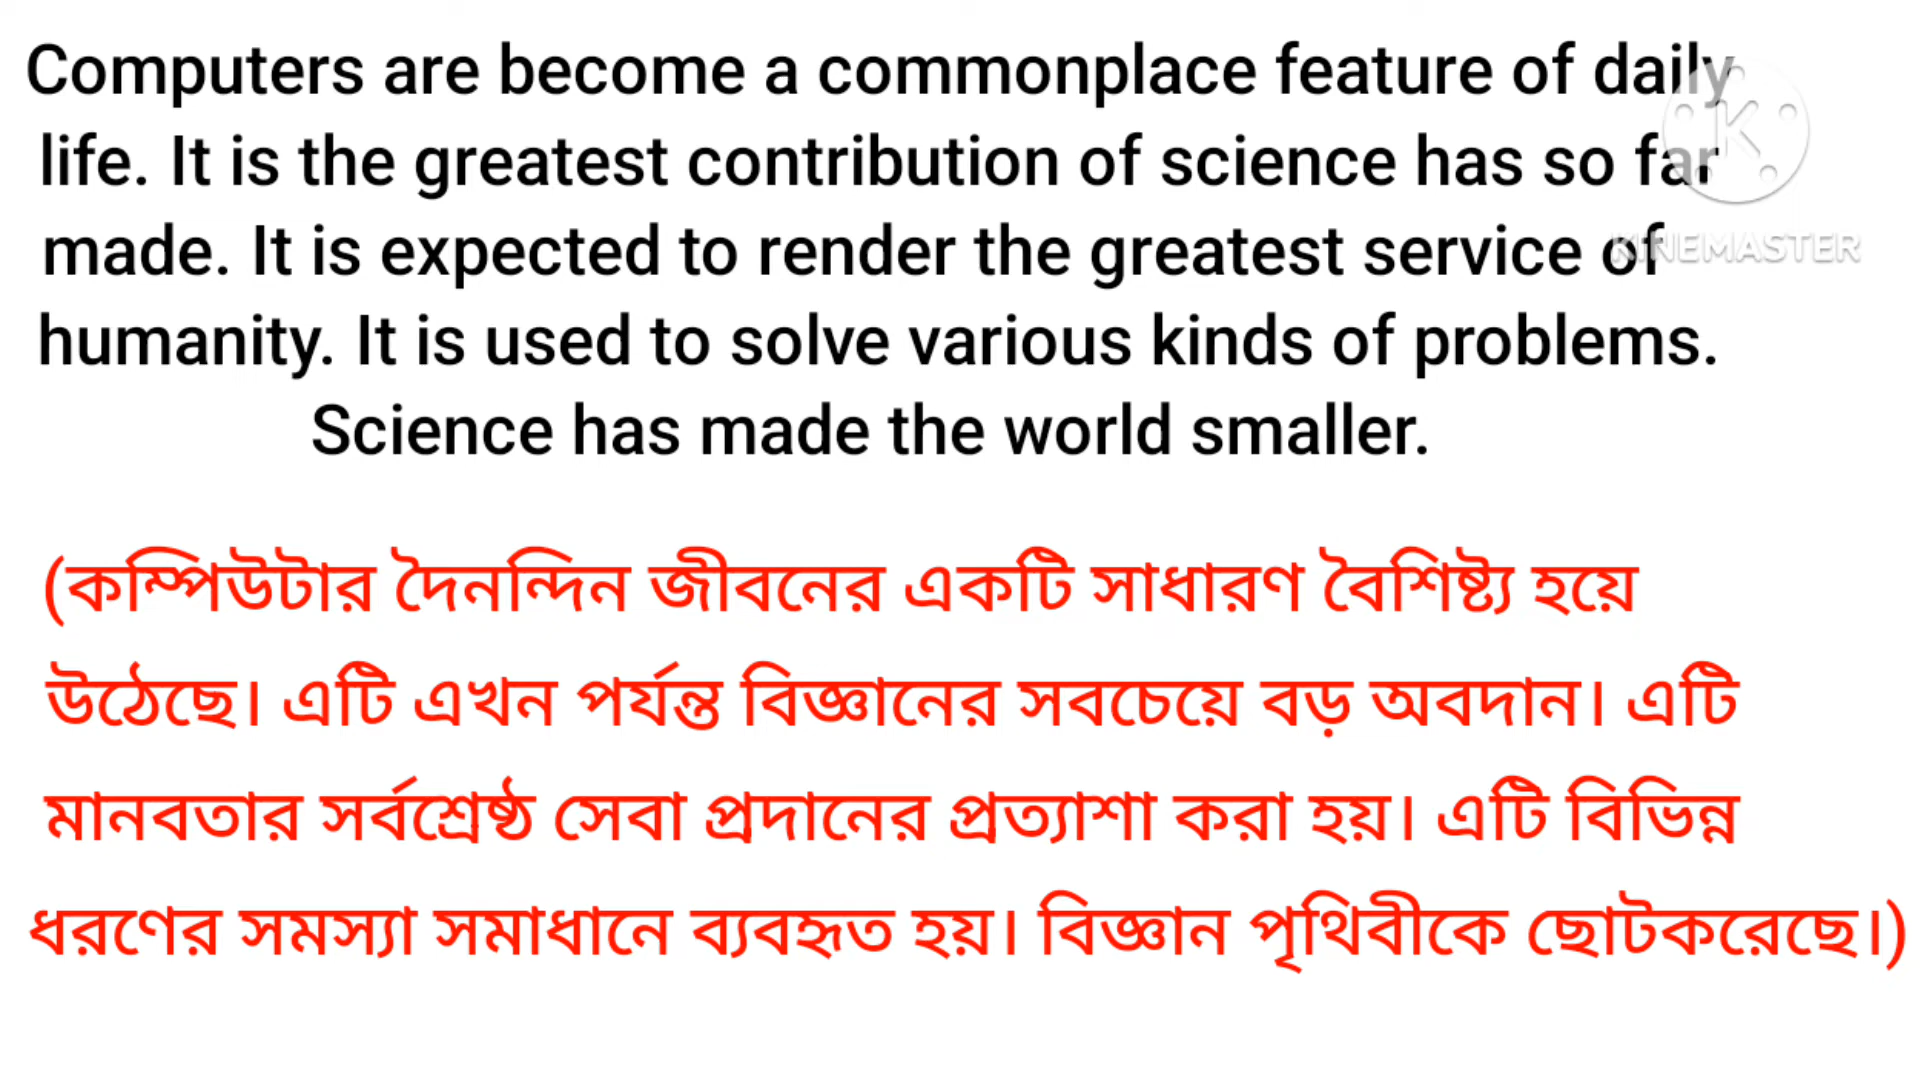 Computers are become a commonplace feature of daily
life. It is the greatest contribution of science has so far
made. It is expected to render the greatest service of
humanity. It is used to solve various kinds of problems.
Science has made the world smaller.
(কম্পিউটার দৈনন্দিন জীবনের একটি সাধারণ বৈশিষ্ট্য হয়ে
উঠেছে। এটি এখন পর্যন্ত বিজ্ঞানের সবচেয়ে বড় অবদান। এটি
মানবতার সর্বশ্রেষ্ঠ সেবা প্রদানের প্রত্যাশা করা হয়। এটি বিভিন্ন
ধরণের সমস্যা সমাধানে ব্যবহৃত হয়। বিজ্ঞান পৃথিবীকে ছোটকরেছে।)
K
KINEMASTER